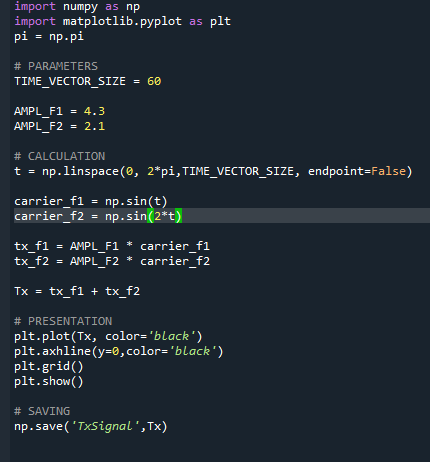 import numpy as np
import matplotlib.pyplot as plt
pi = np.pi
# PARAMETERS
TIME_VECTOR_SIZE = 60
AMPL_F1 = 4.3
AMPL_F2 = 2.1
# CALCULATION
t = np.linspace(0, 2*pi,TIME_VECTOR_SIZE, endpoint=False)
carrier_f1 = np.sin(t)
carrier_f2 = np.sin(2*t)
tx_f1 = AMPL_F1 * carrier_f1
tx_f2 = AMPL_F2 * carrier_f2
Tx = tx_f1 + tx_f2
# PRESENTATION
plt.plot(Tx, color='black')
plt.axhline(y=0,color='black')
plt.grid()
plt.show()
# SAVING
np.save('TxSignal',Tx)